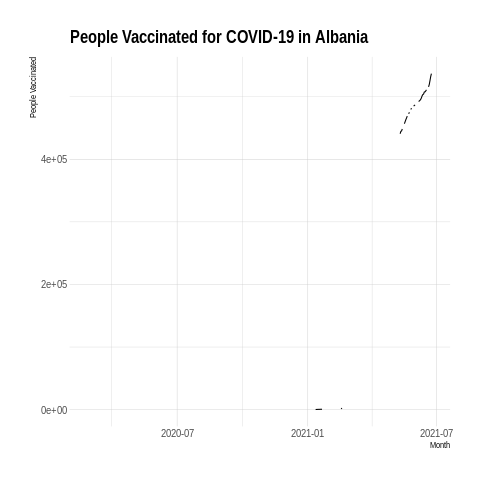 People Vaccinated for COVID-19 in Albania
People Vaccinated
4e+05
2e+05
0e+00
2020-07
2021-01
2021-07
Month